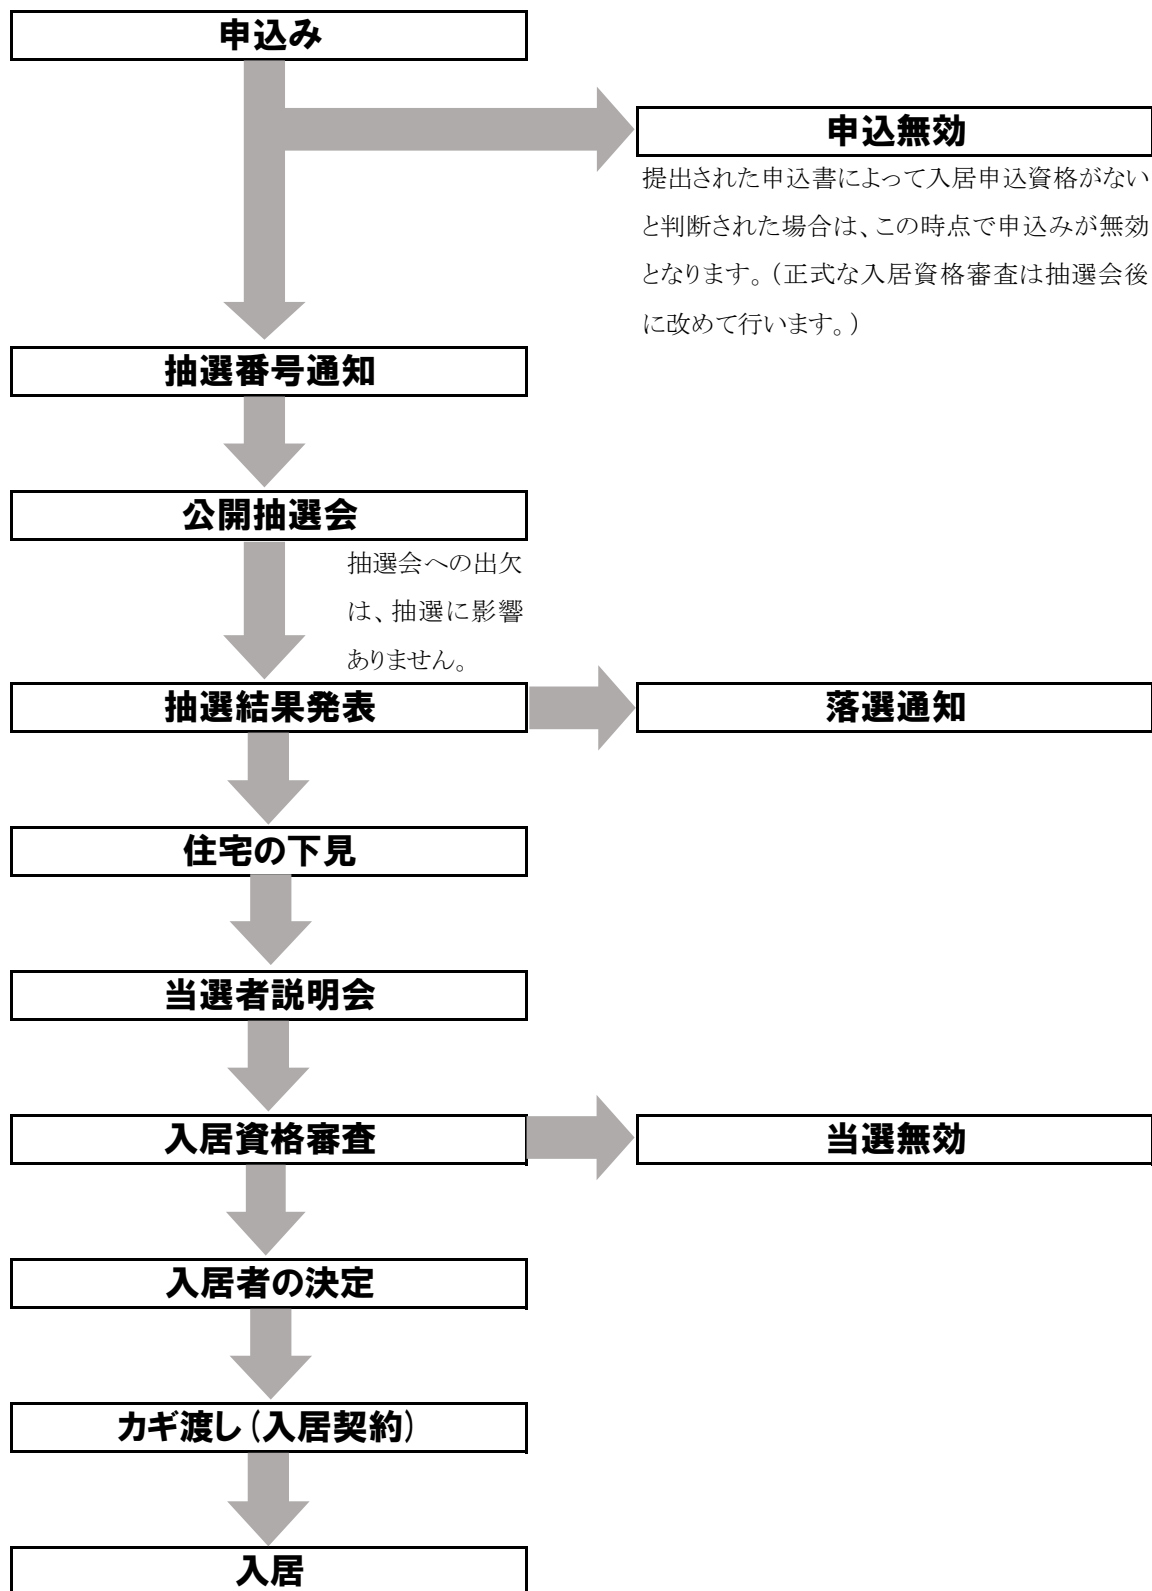 申込み
申込無効
提出された申込書によって入居申込資格がない
と判断された場合は、この時点で申込みが無効
となります。（正式な入居資格審査は抽選会後
に改めて行います。）
抽選番号通知
公開抽選会
抽選会への出欠
は、抽選に影響
ありません。
抽選結果発表
落選通知
住宅の下見
当選者説明会
入居資格審査
当選無効
入居者の決定
カギ渡し（入居契約）
入居